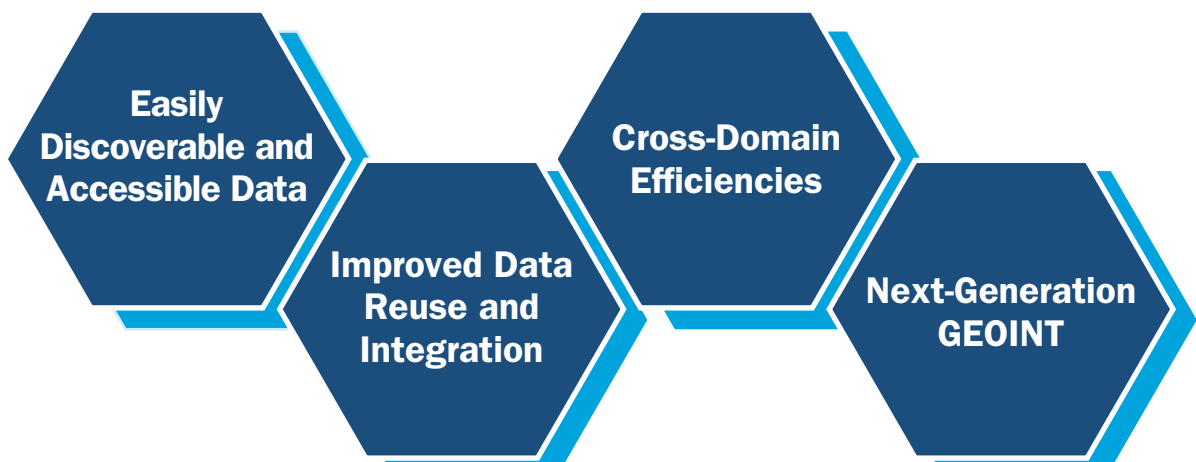 Easily
Discoverable and
Accessible Data
Improved Data
Reuse and
Integration
Cross-Domain
Efficiencies
Next-Generation
GEOINT